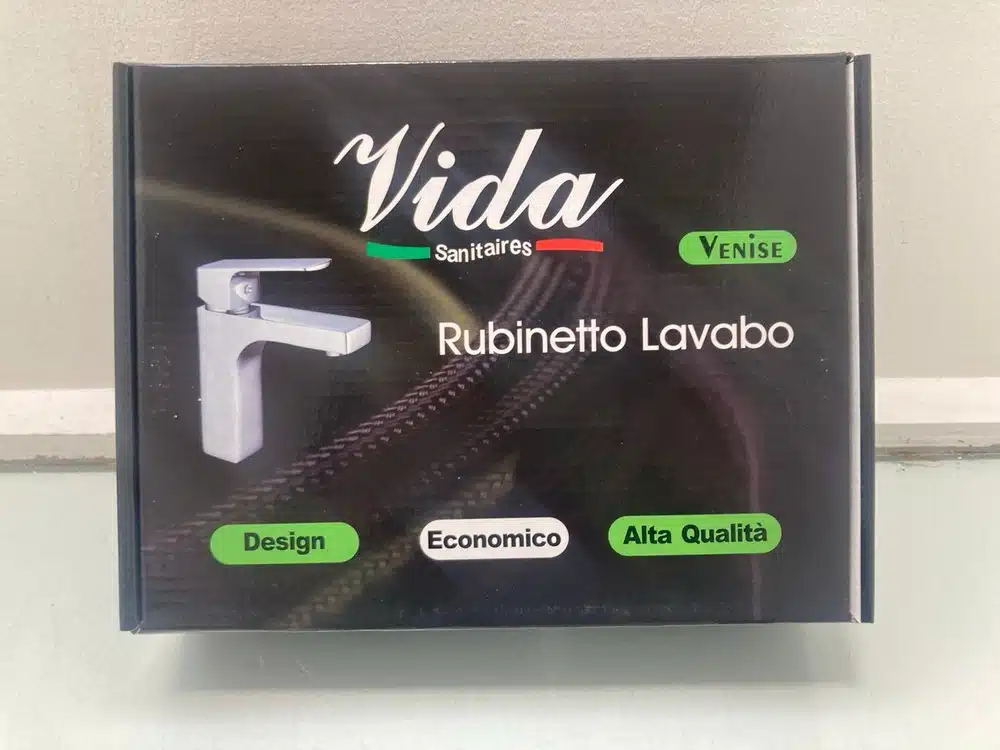 Vida
Sanitaires
VENiSE
Rubinetto Lavabo
Design
Economico
Alta Qualità